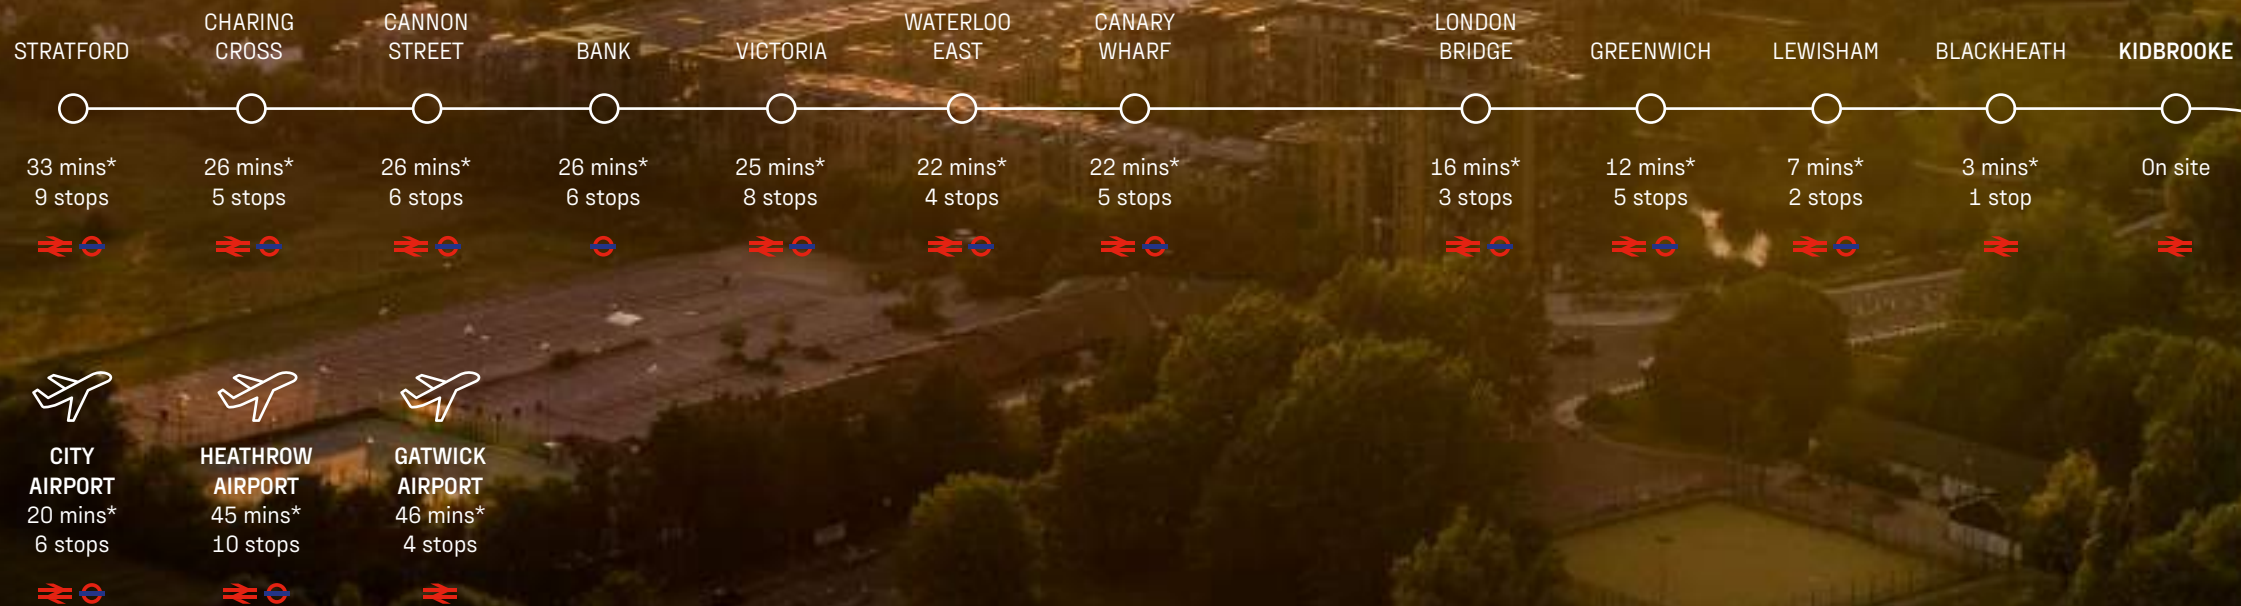 STRATFORD
CHARING
CROSS
CANNON
STREET
BANK
VICTORIA
WATERLOO
EAST
CANARY
WHARF
LONDON
BRIDGE
GREENWICH
LEWISHAM
BLACKHEATH
KIDBROOKE
33 mins*
9 stops
26 mins*
5 stops
26 mins*
6 stops
26 mins*
6 stops
25 mins*
8 stops
22 mins*
4 stops
22 mins*
5 stops
16 mins*
3 stops
12 mins*
5 stops
7 mins*
2 stops
3 mins*
1 stop
On site
CITY
AIRPORT
20 mins*
6 stops
HEATHROW
AIRPORT
45 mins*
10 stops
GATWICK
AIRPORT
46 mins*
4 stops